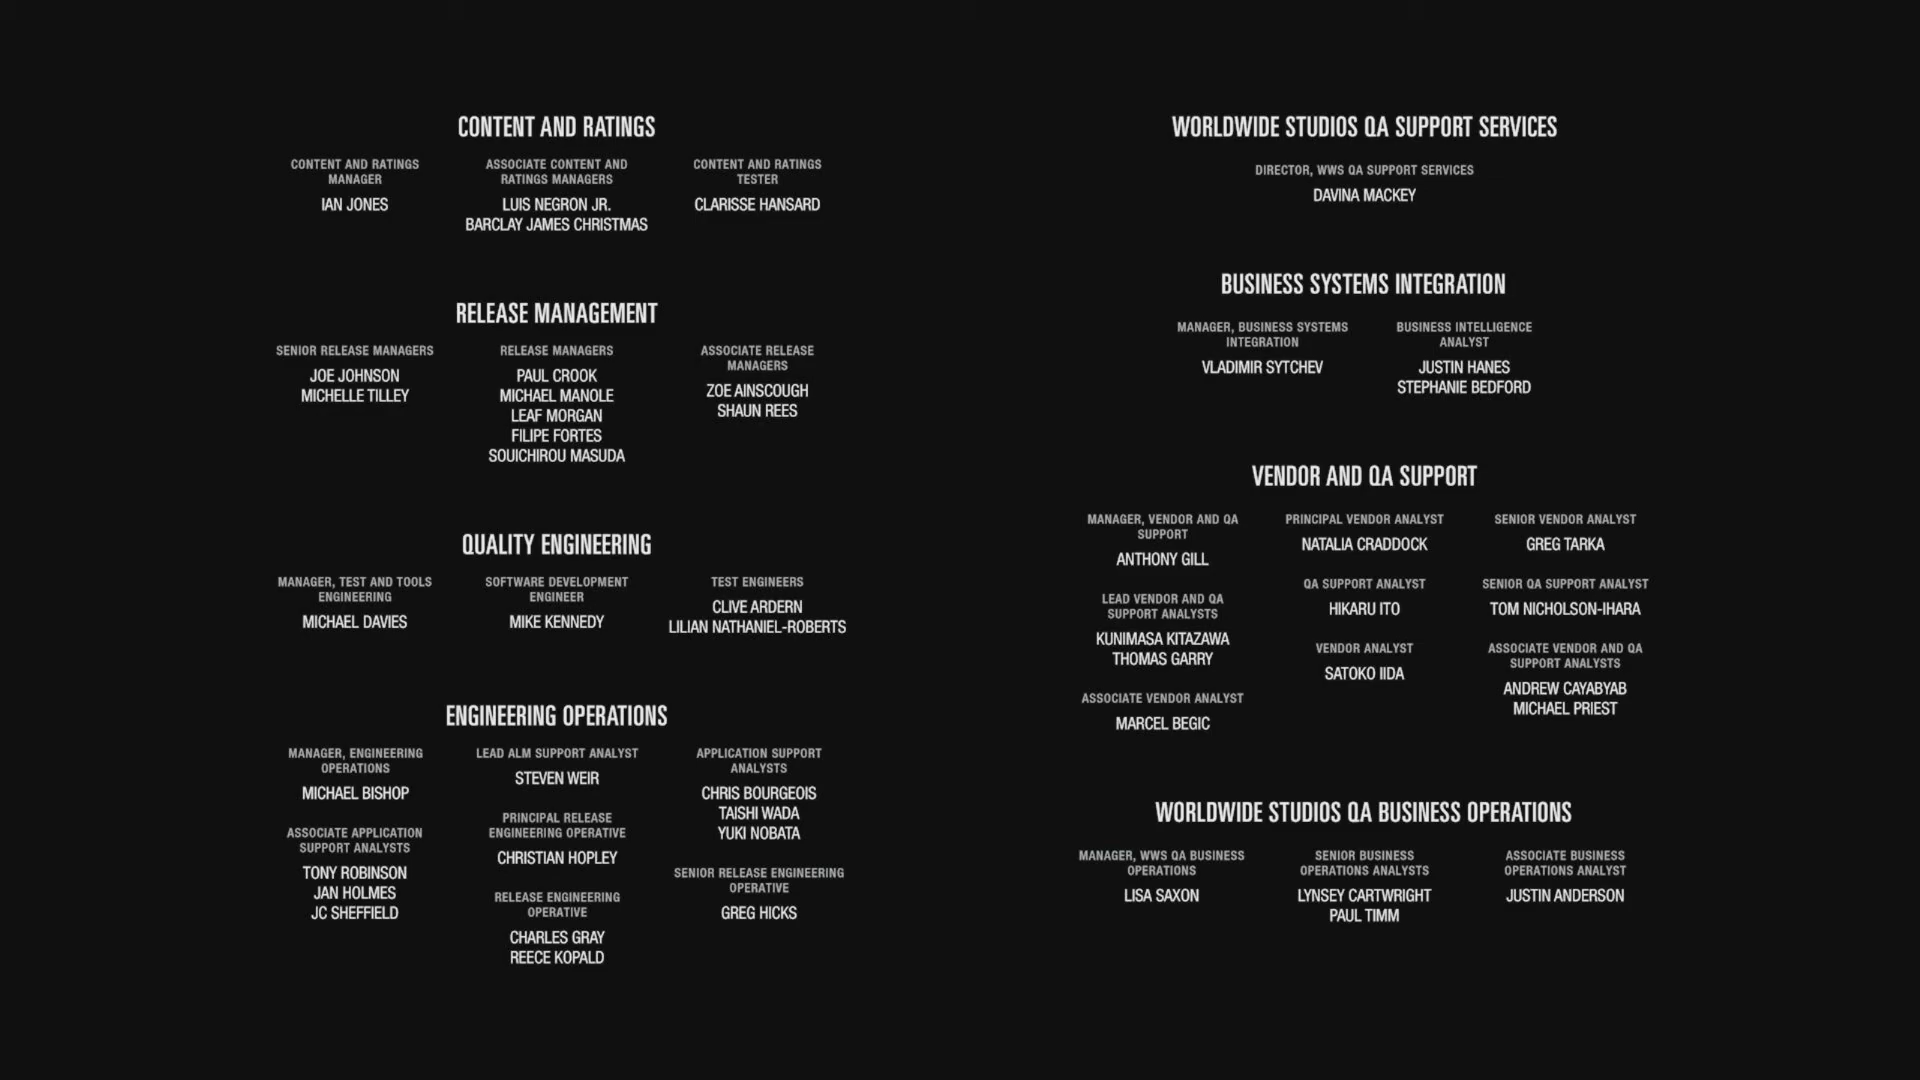 CONTENT AND RATINGS
CONTENT AND RATINGS
MANAGER
IAN JONES
ASSOCIATE CONTENT AND
RATINGS MANAGERS
LUIS NEGRON JR.
BARCLAY JAMES CHRISTMAS
CONTENT AND RATINGS
TESTER
CLARISSE HANSARD
RELEASE MANAGEMENT
SENIOR RELEASE MANAGERS
JOE JOHNSON
MICHELLE TILLEY
RELEASE MANAGERS
PAUL CROOK
MICHAEL MANOLE
LEAF MORGAN
FILIPE FORTES
SOUICHIROU MASUDA
ASSOCIATE RELEASE
MANAGERS
ZOE AINSCOUGH
SHAUN REES
QUALITY ENGINEERING
MANAGER, TEST AND TOOLS
ENGINEERING
MICHAEL DAVIES
SOFTWARE DEVELOPMENT
ENGINEER
MIKE KENNEDY
TEST ENGINEERS
CLIVE ARDERN
LILIAN NATHANIEL-ROBERTS
ENGINEERING OPERATIONS
MANAGER, ENGINEERING
OPERATIONS
MICHAEL BISHOP
ASSOCIATE APPLICATION
SUPPORT ANALYSTS
TONY ROBINSON
JAN HOLMES
JC SHEFFIELD
LEAD ALM SUPPORT ANALYST
STEVEN WEIR
PRINCIPAL RELEASE
ENGINEERING OPERATIVE
CHRISTIAN HOPLEY
RELEASE ENGINEERING
OPERATIVE
CHARLES GRAY
REECE KOPALD
APPLICATION SUPPORT
ANALYSTS
CHRIS BOURGEOIS
TAISHI WADA
YUKI NOBATA
SENIOR RELEASE ENGINEERING
OPERATIVE
GREG HICKS
WORLDWIDE STUDIOS QA SUPPORT SERVICES
DIRECTOR, WWS QA SUPPORT SERVICES
DAVINA MACKEY
BUSINESS SYSTEMS INTEGRATION
MANAGER, BUSINESS SYSTEMS
INTEGRATION
VLADIMIR SYTCHEV
BUSINESS INTELLIGENCE
ANALYST
JUSTIN HANES
STEPHANIE BEDFORD
VENDOR AND QA SUPPORT
MANAGER, VENDOR AND QA
SUPPORT
ANTHONY GILL
LEAD VENDOR AND QA
SUPPORT ANALYSTS
KUNIMASA KITAZAWA
THOMAS GARRY
ASSOCIATE VENDOR ANALYST
MARCEL BEGIC
PRINCIPAL VENDOR ANALYST
NATALIA CRADDOCK
QA SUPPORT ANALYST
HIKARU ITO
VENDOR ANALYST
SATOKO IIDA
SENIOR VENDOR ANALYST
GREG TARKA
SENIOR QA SUPPORT ANALYST
TOM NICHOLSON-IHARA
ASSOCIATE VENDOR AND QA
SUPPORT ANALYSTS
ANDREW CAYABYAB
MICHAEL PRIEST
WORLDWIDE STUDIOS QA BUSINESS OPERATIONS
MANAGER, WWS QA BUSINESS
OPERATIONS
LISA SAXON
SENIOR BUSINESS
OPERATIONS ANALYSTS
LYNSEY CARTWRIGHT
PAUL TIMM
ASSOCIATE BUSINESS
OPERATIONS ANALYST
JUSTIN ANDERSON